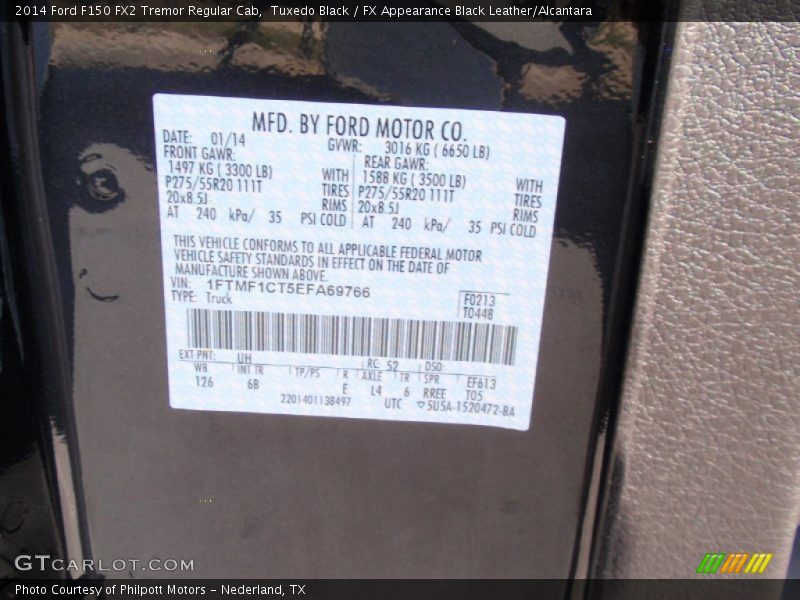 2014 Ford F150 FX2 Tremor Regular Cab, Tuxedo Black / FX Appearance Black Leather/Alcantara
MFD. BY FORD MOTOR CO.
DATE: 01/14 GVWR: 3016 KG ( 6650 LB)
FRONT GAWR: REAR GAWR:
1497 KG ( 3300 LB) WITH 1588 KG ( 3500 LB) WITH
P275/55R20 111T TIRES P275/55R20 111T TIRES
20x8.5J RIMS 20x8.5J RIMS
AT 240 kPa/ 35 PSI COLD AT 240 kPa/ 35 PSI COLD
THIS VEHICLE CONFORMS TO ALL APPLICABLE FEDERAL MOTOR
VEHICLE SAFETY STANDARDS IN EFFECT ON THE DATE OF
MANUFACTURE SHOWN ABOVE.
VIN: 1FTMF1CT5EFA69766 F0213
TYPE: Truck T0448
EXT PNT: UH RC: 52 DSO:
WB INT TR TP/PS R AXLE TR SPR EF613
126 6B E L4 6 RREE T05
2201401138497 UTC 5U5A-1520472-BA
GTCARLOT.COM
Photo Courtesy of Philpott Motors - Nederland, TX